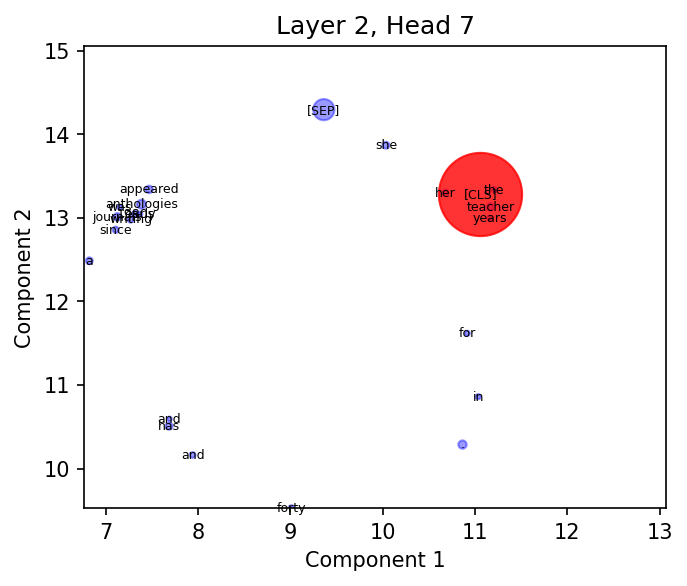 Layer 2, Head 7
15
14
13
12
11
10
Component 2
[SEP]
she
appeared
her
[CLS]
the
anthologies
teacher
years
writing
since
a
for
in
and
has
and
forty
7
8
9
10
11
12
13
Component 1